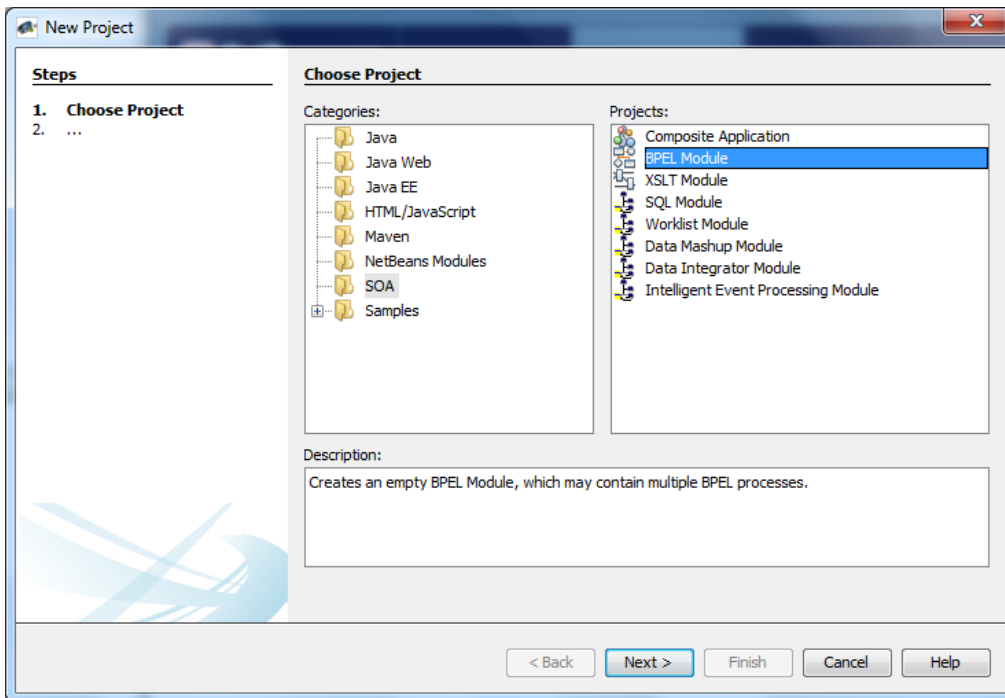 New Project
Steps
1. Choose Project
2. ...
Choose Project
Categories:
Java
Java Web
Java EE
HTML/JavaScript
Maven
NetBeans Modules
SOA
Samples
Projects:
Composite Application
BPEL Module
XSLT Module
SQL Module
Worklist Module
Data Mashup Module
Data Integrator Module
Intelligent Event Processing Module
Description:
Creates an empty BPEL Module, which may contain multiple BPEL processes.
< Back
Next >
Finish
Cancel
Help